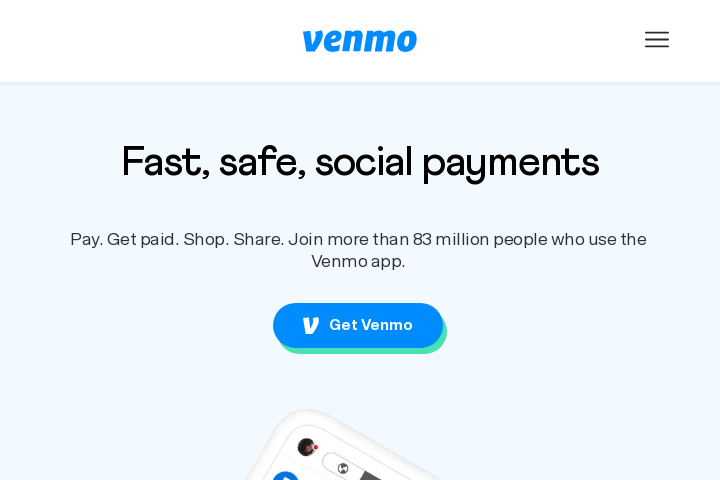 venmo
Fast, safe, social payments
Pay. Get paid. Shop. Share. Join more than 83 million people who use the
Venmo app.
Get Venmo